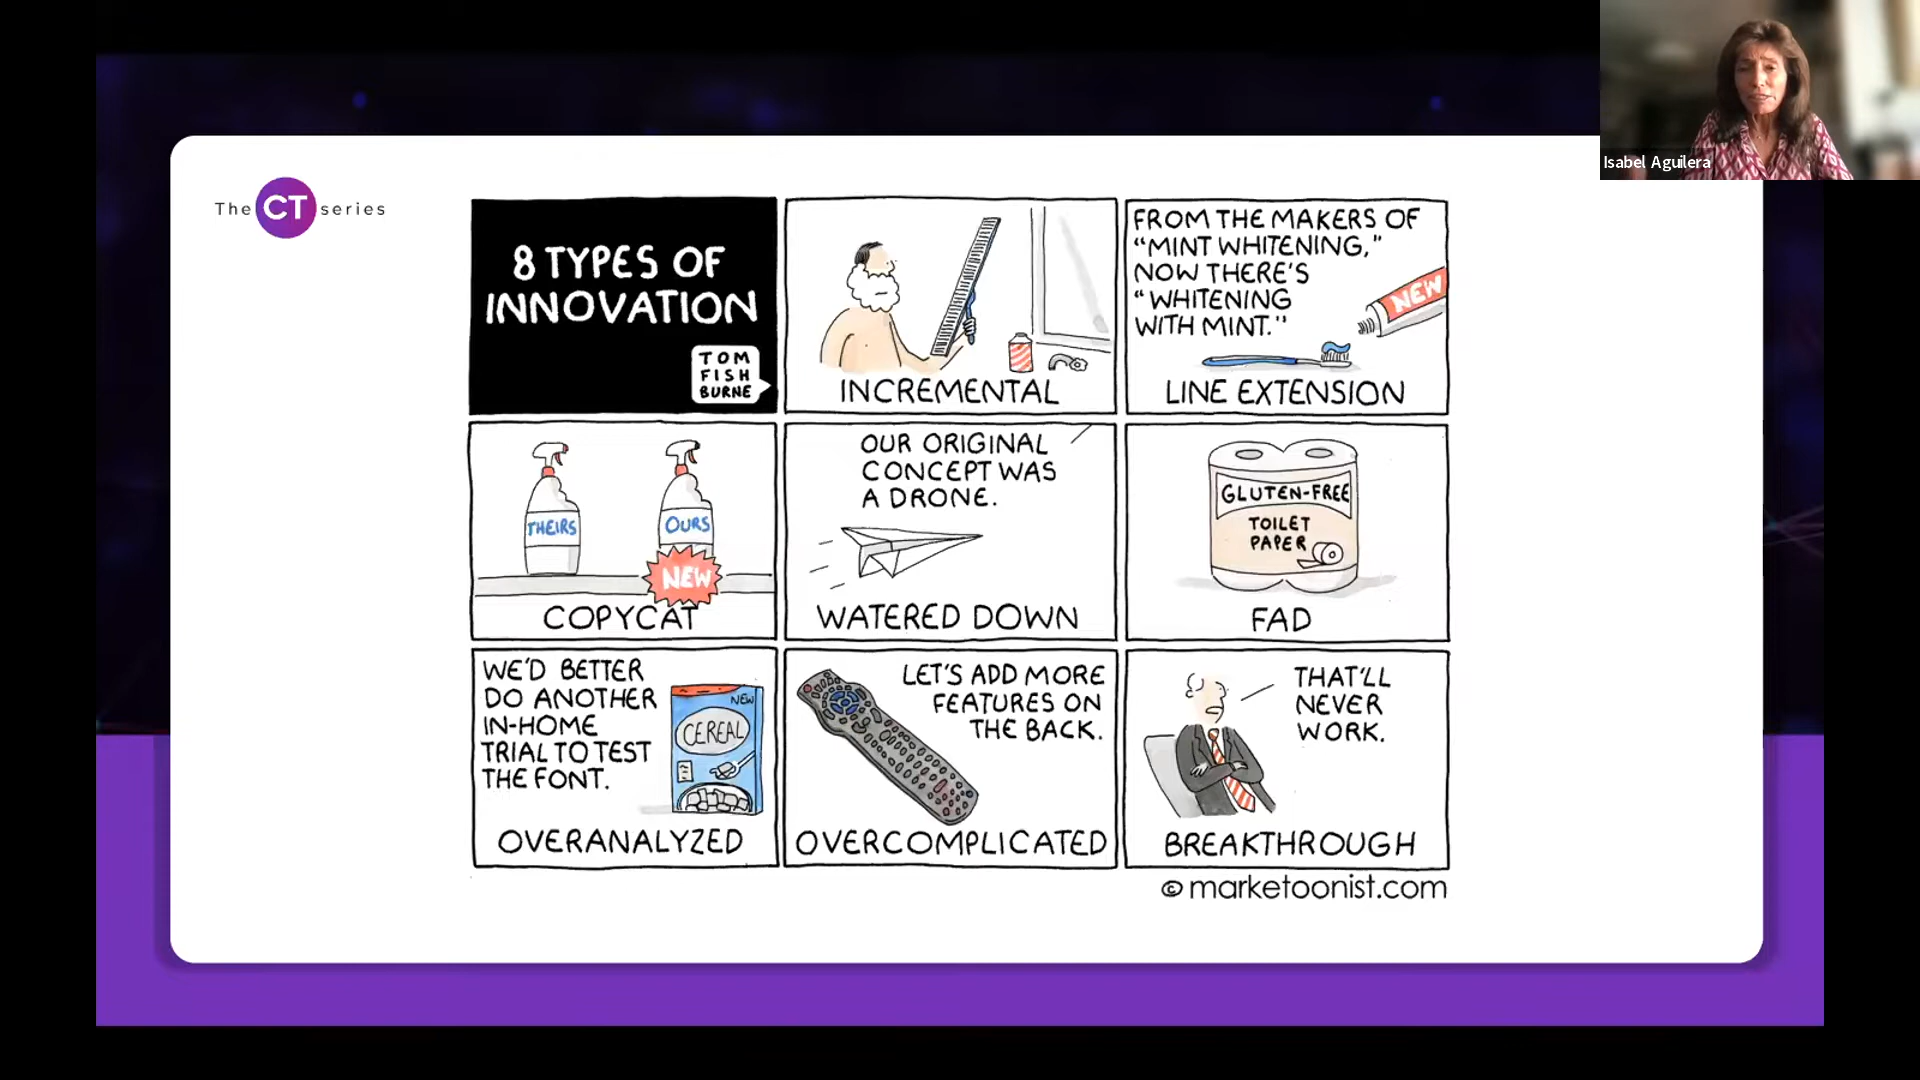 Isabel Aguilera
The CT series
8 TYPES OF
INNOVATION
TOM
FISH
BURNE
INCREMENTAL
FROM THE MAKERS OF
"MINT WHITENING,"
NOW THERE'S
"WHITENING
WITH MINT."
NEW
LINE EXTENSION
THEIRS
OURS
NEW
COPYCAT
OUR ORIGINAL
CONCEPT WAS
A DRONE.
WATERED DOWN
GLUTEN-FREE
TOILET
PAPER
FAD
WE'D BETTER
DO ANOTHER
IN-HOME
TRIAL TO TEST
THE FONT.
NEW
CEREAL
OVERANALYZED
LET'S ADD MORE
FEATURES ON
THE BACK.
OVERCOMPLICATED
THAT'LL
NEVER
WORK.
BREAKTHROUGH
© marketoonist.com